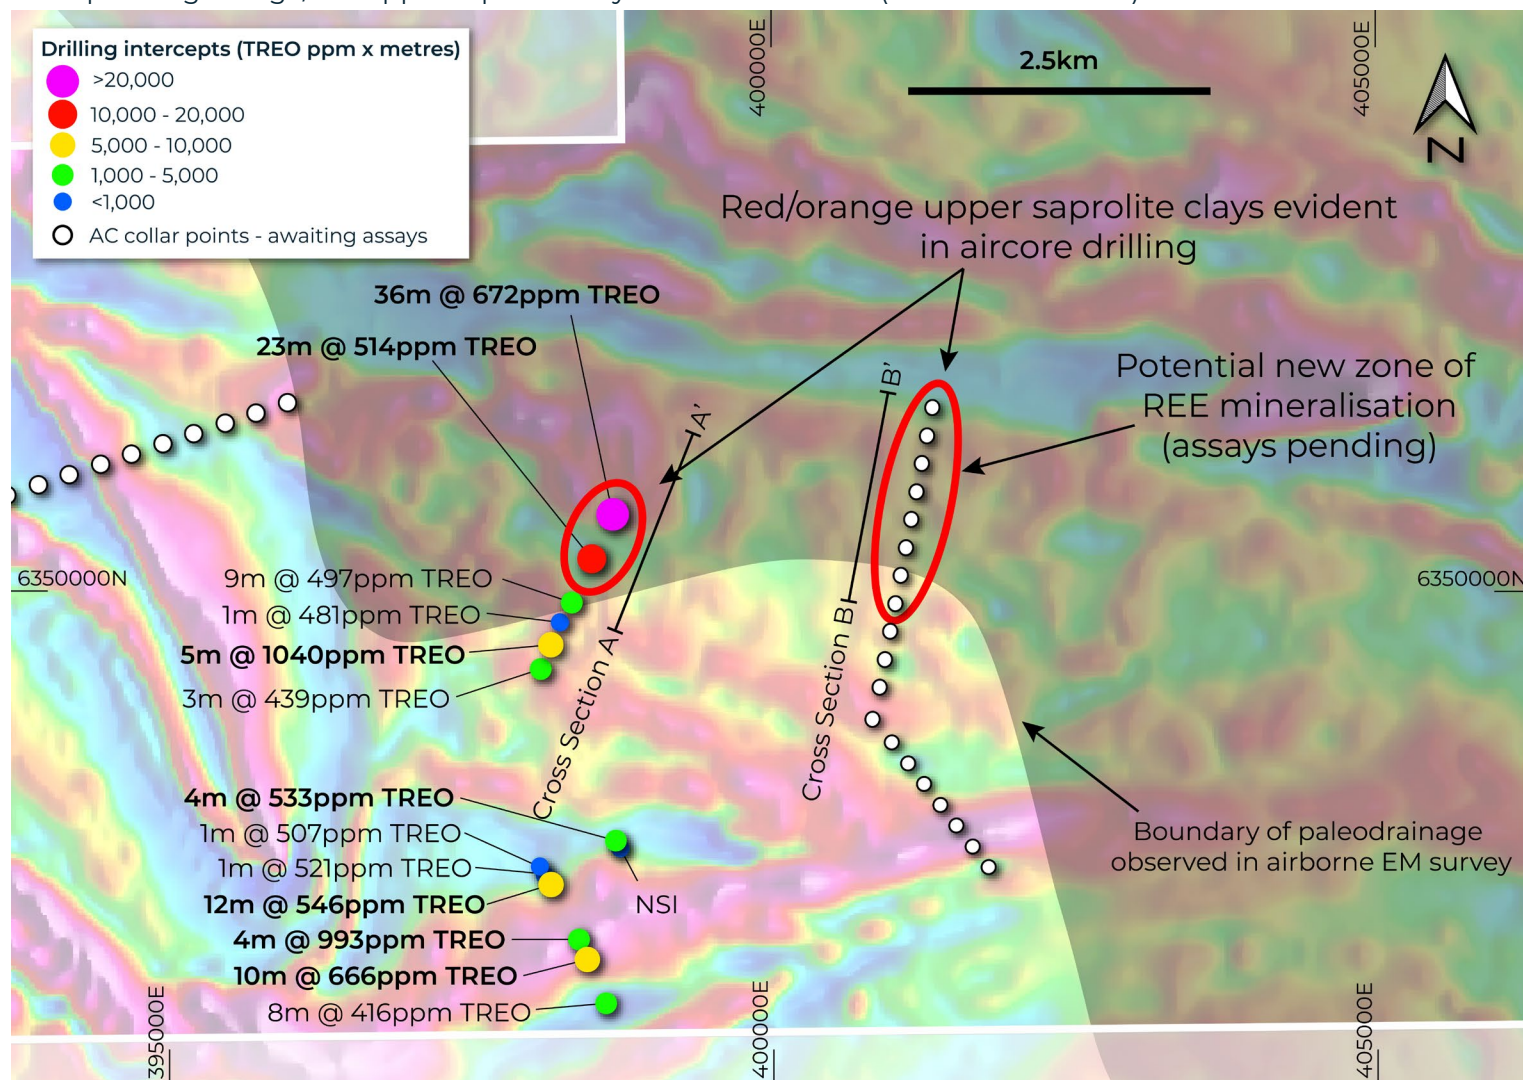 Drilling intercepts (TREO ppm x metres)
>20,000
10,000 - 20,000
5,000 - 10,000
1,000 - 5,000
<1,000
AC collar points - awaiting assays
400000E
2.5km
405000E
N
Red/orange upper saprolite clays evident
in aircore drilling
36m @ 672ppm TREO
23m @ 514ppm TREO
B'
A'
Potential new zone of
REE mineralisation
(assays pending)
6350000N
6350000N
9m @ 497ppm TREO
1m @ 481ppm TREO
5m @ 1040ppm TREO
3m @ 439ppm TREO
Cross Section A
Cross Section B
4m @ 533ppm TREO
1m @ 507ppm TREO
1m @ 521ppm TREO
12m @ 546ppm TREO
NSI
4m @ 993ppm TREO
10m @ 666ppm TREO
8m @ 416ppm TREO
Boundary of paleodrainage
observed in airborne EM survey
395000E
400000E
405000E